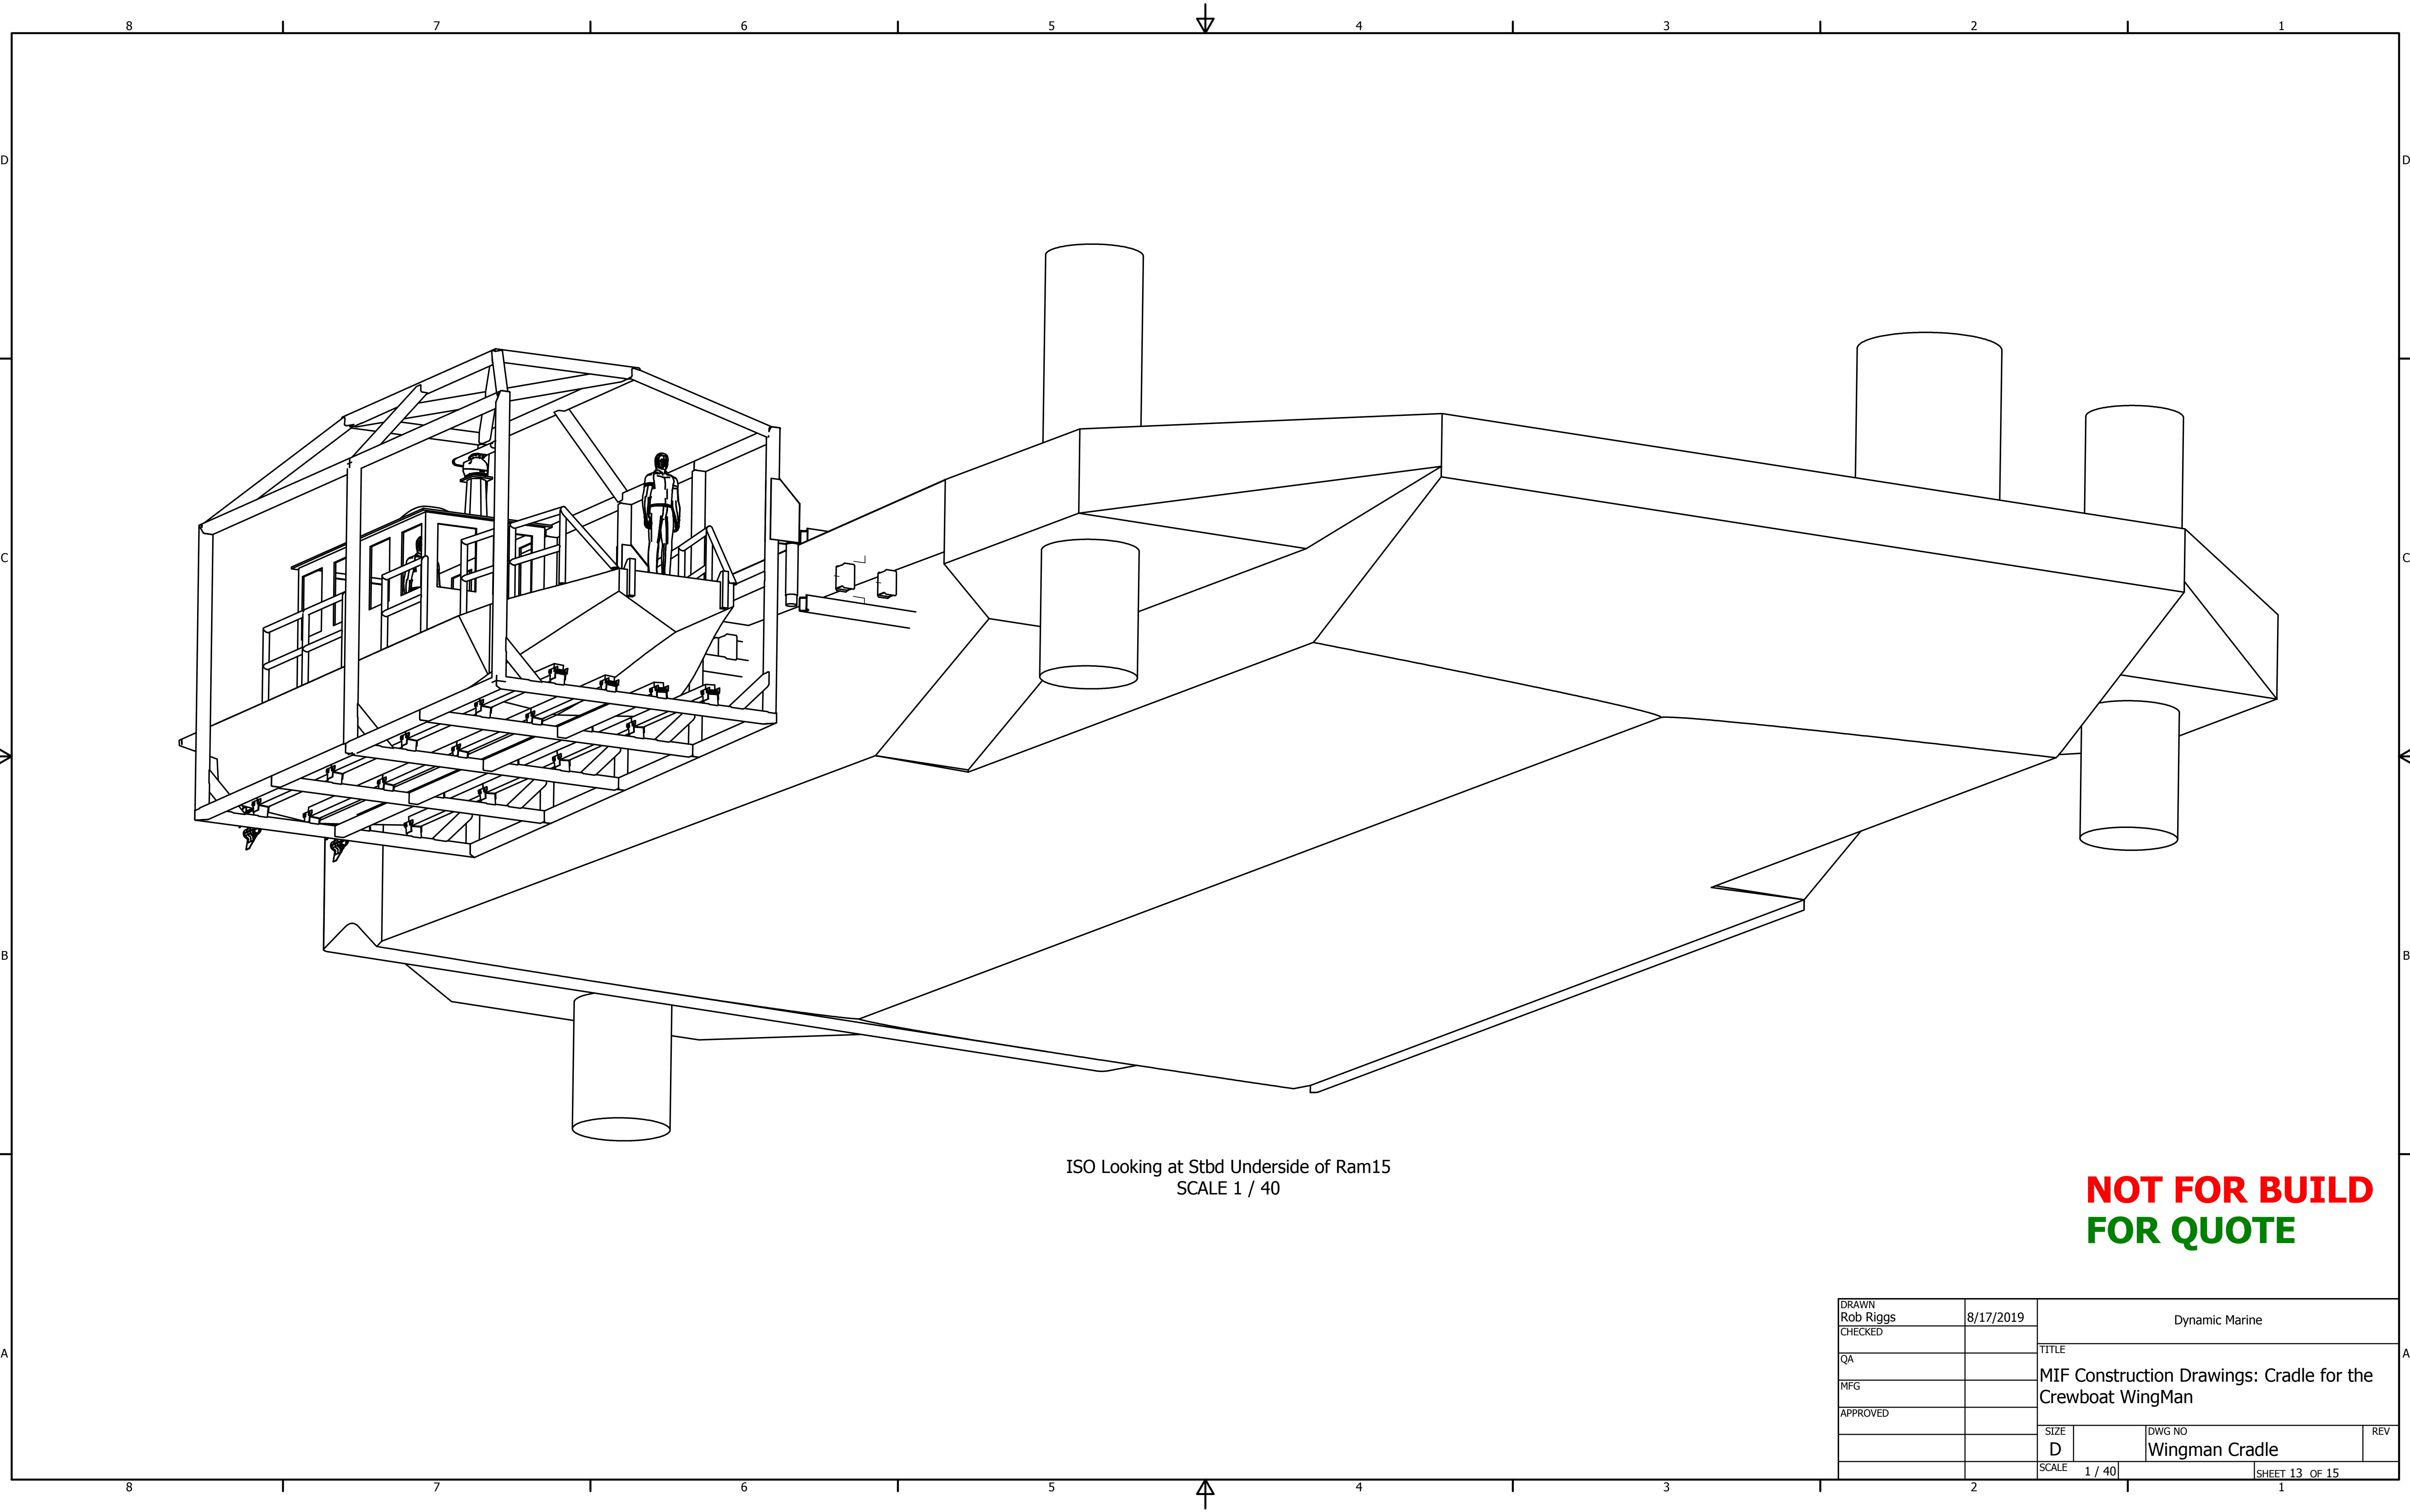 8 7 6 5 4 3 2 1
D D
C C
B B
A A
ISO Looking at Stbd Underside of Ram15
SCALE 1 / 40
NOT FOR BUILD
FOR QUOTE
DRAWN
Rob Riggs 8/17/2019
CHECKED
QA
MFG
APPROVED
Dynamic Marine
TITLE
MIF Construction Drawings: Cradle for the
Crewboat WingMan
SIZE
D
DWG NO
Wingman Cradle
REV
SCALE 1 / 40
SHEET 13 OF 15
8 7 6 5 4 3 2 1